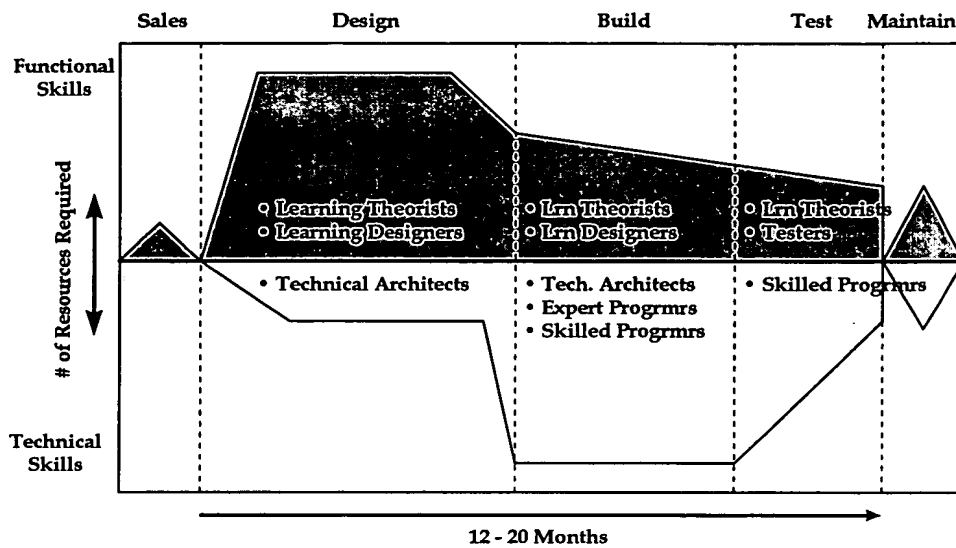 Sales Design Build Test Maintain
Functional
Skills
# of Resources Required
• Learning Theorists
• Learning Designers
• Lrn Theorists
• Lrn Designers
• Lrn Theorists
• Testers
• Technical Architects
• Tech. Architects
• Expert Progrmrs
• Skilled Progrmrs
• Skilled Progrmrs
Technical
Skills
12 - 20 Months